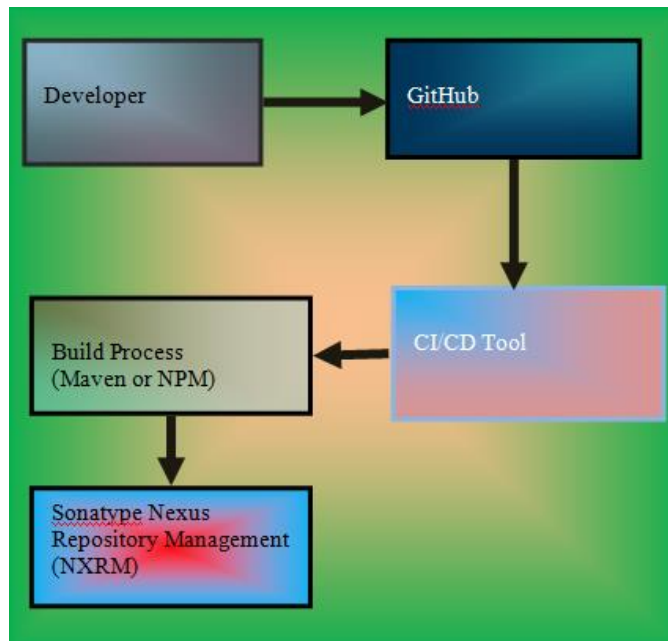 Developer
GitHub
CI/CD Tool
Build Process
(Maven or NPM)
Sonatype Nexus
Repository Management
(NXRM)